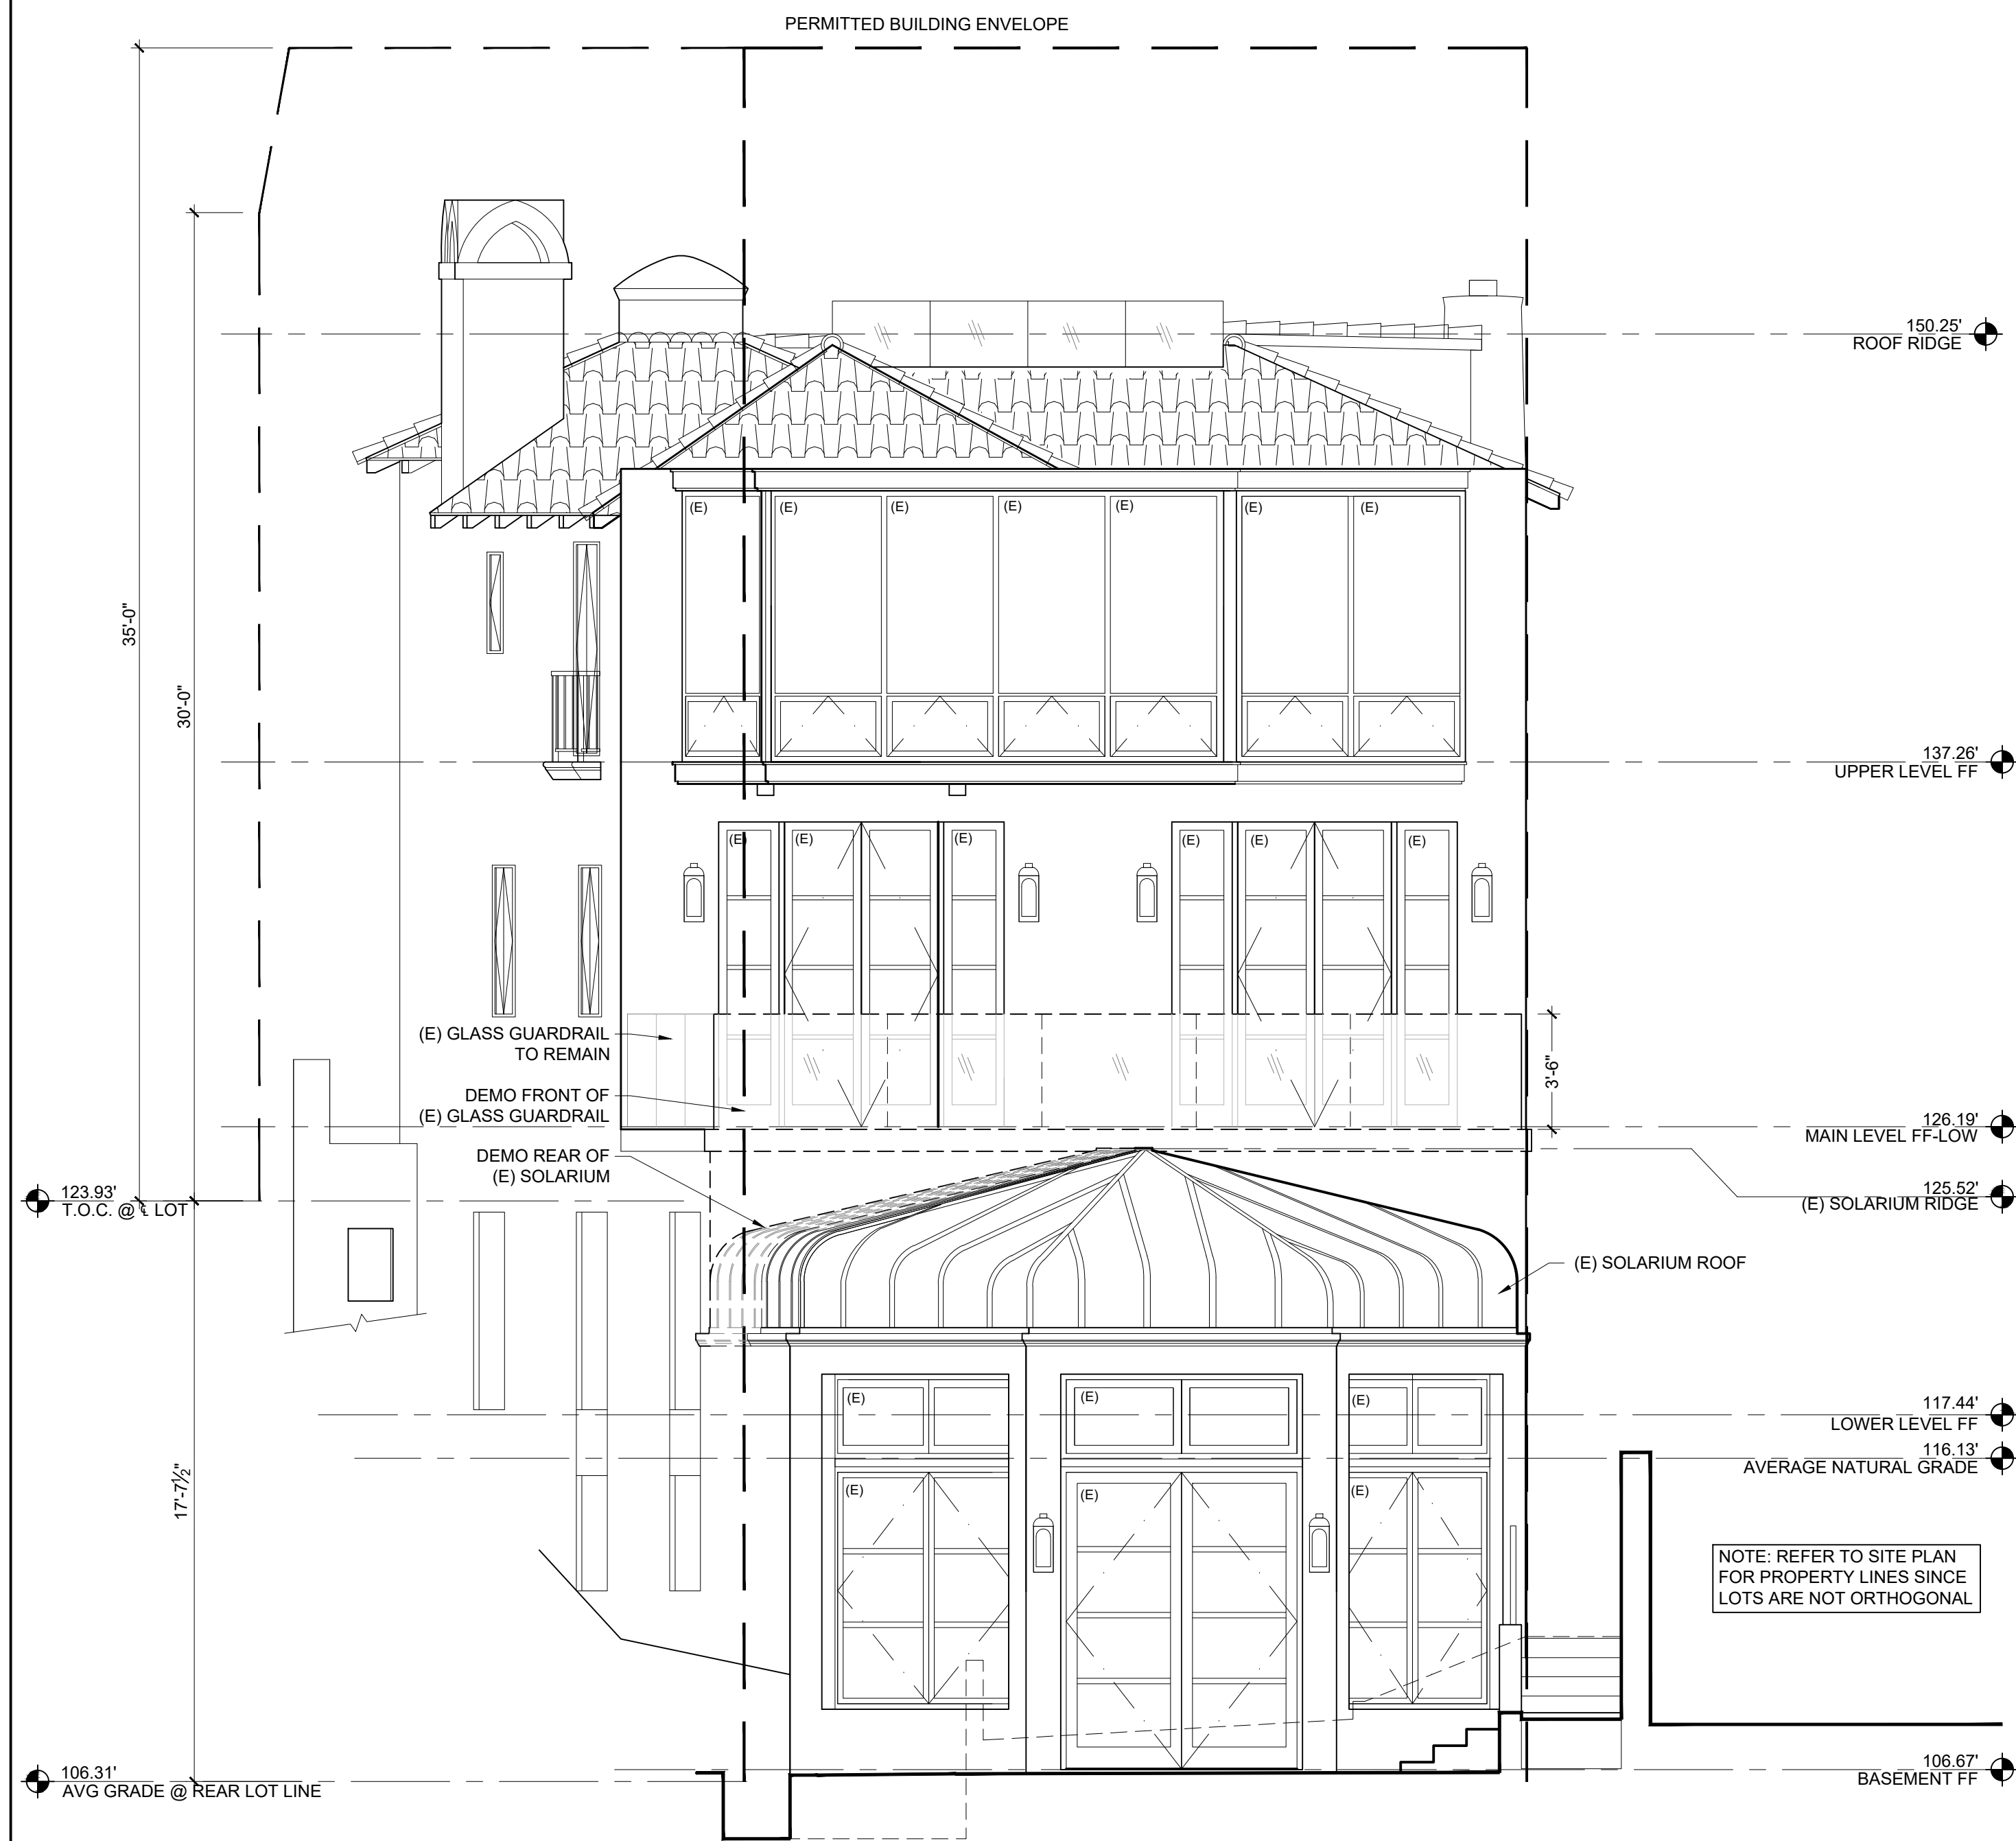 PERMITTED BUILDING ENVELOPE
150.25'
ROOF RIDGE
(E) (E) (E) (E) (E) (E) (E)
35'-0"
30'-0"
137.26'
UPPER LEVEL FF
(E) (E) (E) (E) (E) (E)
(E) GLASS GUARDRAIL
TO REMAIN
3'-6"
DEMO FRONT OF
(E) GLASS GUARDRAIL
126.19'
MAIN LEVEL FF-LOW
DEMO REAR OF
(E) SOLARIUM
123.93'
T.O.C. @ ℄ LOT
125.52'
(E) SOLARIUM RIDGE
(E) SOLARIUM ROOF
(E) (E) (E)
117.44'
LOWER LEVEL FF
116.13'
AVERAGE NATURAL GRADE
17'-7½"
(E) (E) (E)
NOTE: REFER TO SITE PLAN
FOR PROPERTY LINES SINCE
LOTS ARE NOT ORTHOGONAL
106.31'
AVG GRADE @ REAR LOT LINE
106.67'
BASEMENT FF